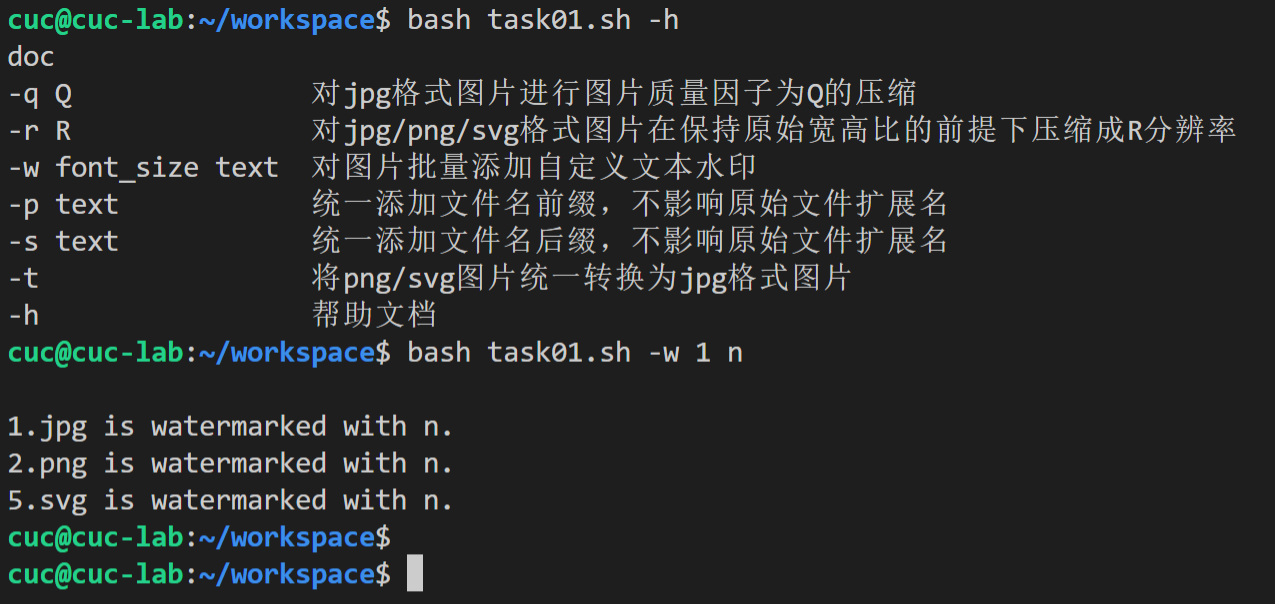 cuc@cuc-lab:~/workspace$ bash task01.sh -h
doc
-q Q               对jpg格式图片进行图片质量因子为Q的压缩
-r R               对jpg/png/svg格式图片在保持原始宽高比的前提下压缩成R分辨率
-w font_size text  对图片批量添加自定义文本水印
-p text            统一添加文件名前缀，不影响原始文件扩展名
-s text            统一添加文件名后缀，不影响原始文件扩展名
-t                 将png/svg图片统一转换为jpg格式图片
-h                 帮助文档
cuc@cuc-lab:~/workspace$ bash task01.sh -w 1 n
1.jpg is watermarked with n.
2.png is watermarked with n.
5.svg is watermarked with n.
cuc@cuc-lab:~/workspace$
cuc@cuc-lab:~/workspace$